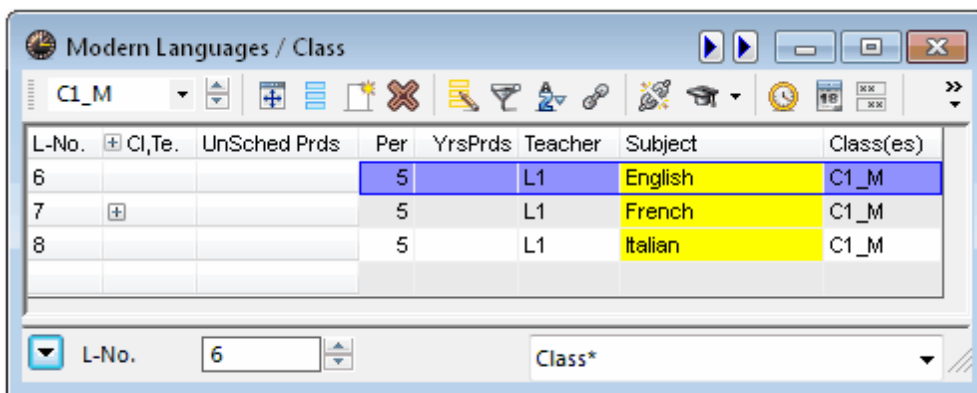 Modern Languages / Class
C1_M
18
L-No. Cl,Te. UnSched Prds Per YrsPrds Teacher Subject Class(es)
6 5 L1 English C1_M
7 5 L1 French C1_M
8 5 L1 Italian C1_M
L-No. 6 Class*